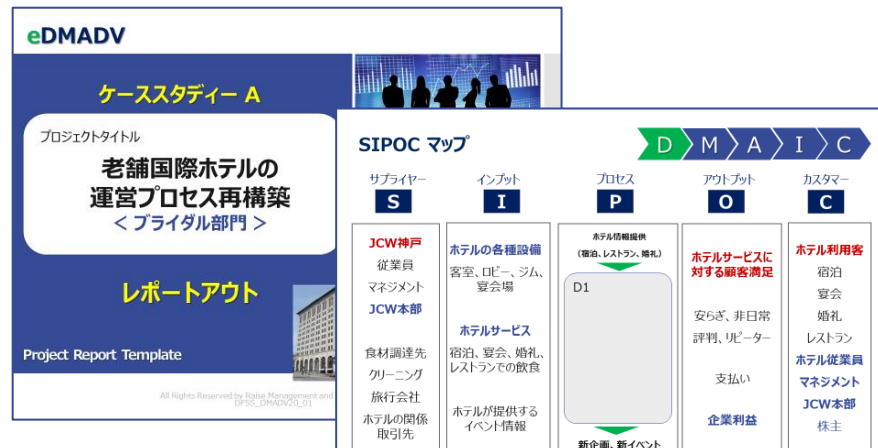 eDMADV
ケーススタディー A
プロジェクトタイトル
老舗国際ホテルの
運営プロセス再構築
< ブライダル部門 >
レポートアウト
Project Report Template
All Rights Reserved by Raise Management and
DFSS_DMADV20_01
SIPOC マップ
D M A I C
サプライヤー
S
JCW神戸
従業員
マネジメント
JCW本部
食材調達先
クリーニング
旅行会社
ホテルの関係
取引先
インプット
I
ホテルの各種設備
客室、ロビー、ジム、
宴会場
ホテルサービス
宿泊、宴会、婚礼、
レストランでの飲食
ホテルが提供する
イベント情報
プロセス
P
ホテル情報提供
(宿泊、レストラン、婚礼)
D1
新企画、新イベント
アウトプット
O
ホテルサービスに
対する顧客満足
安らぎ、非日常
評判、リピーター
支払い
企業利益
カスタマー
C
ホテル利用客
宿泊
宴会
婚礼
レストラン
ホテル従業員
マネジメント
JCW本部
株主